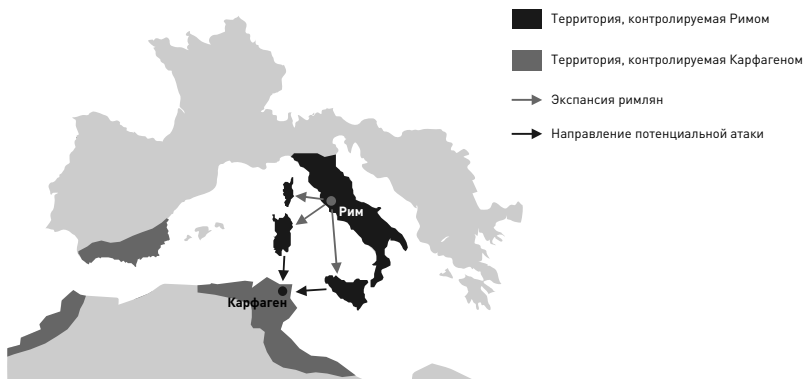 Территория, контролируемая Римом
Территория, контролируемая Карфагеном
Экспансия римлян
Направление потенциальной атаки
Рим
Карфаген